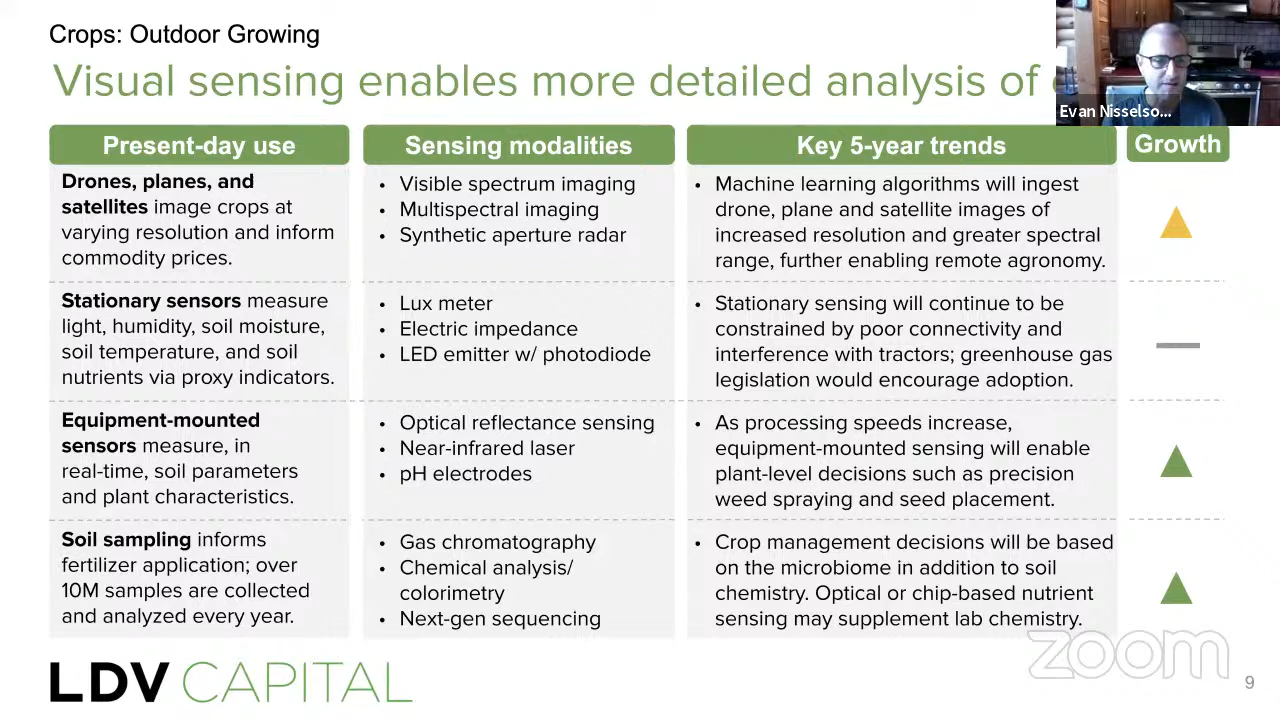 Crops: Outdoor Growing
Visual sensing enables more detailed analysis of
Evan Nisselso...
Present-day use
Sensing modalities
Key 5-year trends
Growth
Drones, planes, and
satellites image crops at
varying resolution and inform
commodity prices.
• Visible spectrum imaging
• Multispectral imaging
• Synthetic aperture radar
• Machine learning algorithms will ingest
drone, plane and satellite images of
increased resolution and greater spectral
range, further enabling remote agronomy.
Stationary sensors measure
light, humidity, soil moisture,
soil temperature, and soil
nutrients via proxy indicators.
• Lux meter
• Electric impedance
• LED emitter w/ photodiode
• Stationary sensing will continue to be
constrained by poor connectivity and
interference with tractors; greenhouse gas
legislation would encourage adoption.
Equipment-mounted
sensors measure, in
real-time, soil parameters
and plant characteristics.
• Optical reflectance sensing
• Near-infrared laser
• pH electrodes
• As processing speeds increase,
equipment-mounted sensing will enable
plant-level decisions such as precision
weed spraying and seed placement.
Soil sampling informs
fertilizer application; over
10M samples are collected
and analyzed every year.
• Gas chromatography
• Chemical analysis/
colorimetry
• Next-gen sequencing
• Crop management decisions will be based
on the microbiome in addition to soil
chemistry. Optical or chip-based nutrient
sensing may supplement lab chemistry.
zoom
LDV CAPITAL
9